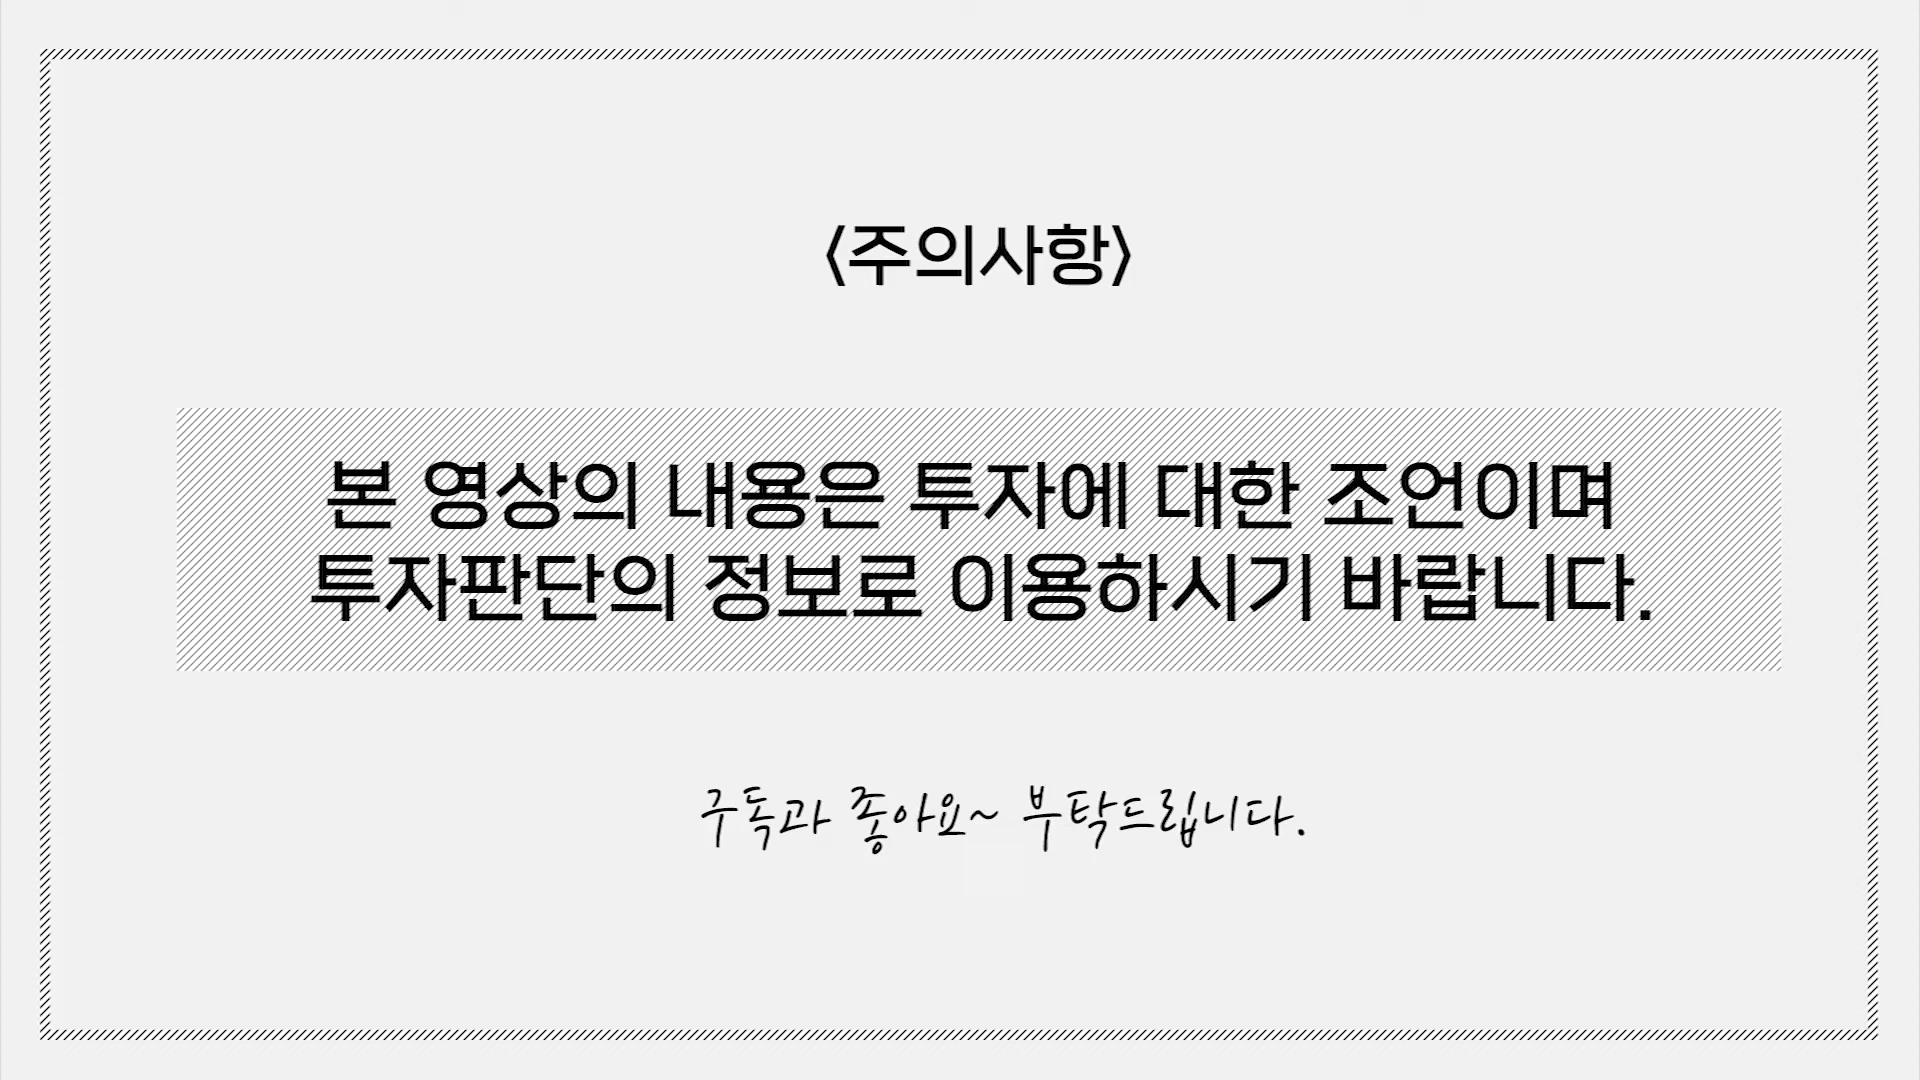 〈주의사항〉
본 영상의 내용은 투자에 대한 조언이며
투자판단의 정보로 이용하시기 바랍니다.
구독과 좋아요~ 부탁드립니다.